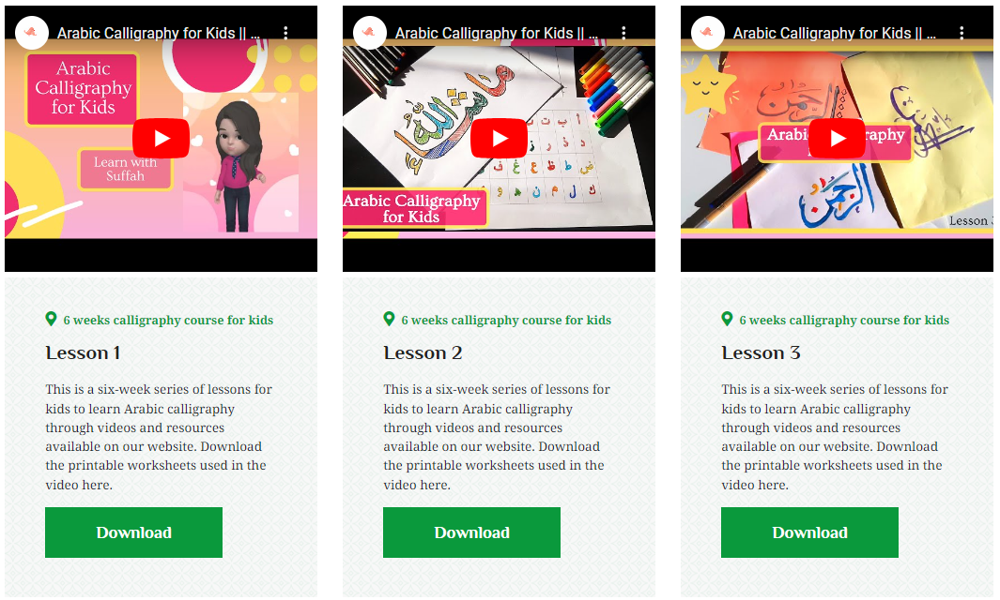 Arabic Calligraphy for Kids || ...
Arabic
Calligraphy
for Kids
Learn with
Suffah
6 weeks calligraphy course for kids
Lesson 1
This is a six-week series of lessons for
kids to learn Arabic calligraphy
through videos and resources
available on our website. Download
the printable worksheets used in the
video here.
Download
Arabic Calligraphy for Kids || ...
أ ب ت
ض ط ظ ع غ ف
ك ل م ن ه و
Arabic Calligraphy
for Kids
6 weeks calligraphy course for kids
Lesson 2
This is a six-week series of lessons for
kids to learn Arabic calligraphy
through videos and resources
available on our website. Download
the printable worksheets used in the
video here.
Download
Arabic Calligraphy for Kids || ...
الرحمن
الرحمن
Lesson 3
6 weeks calligraphy course for kids
Lesson 3
This is a six-week series of lessons for
kids to learn Arabic calligraphy
through videos and resources
available on our website. Download
the printable worksheets used in the
video here.
Download